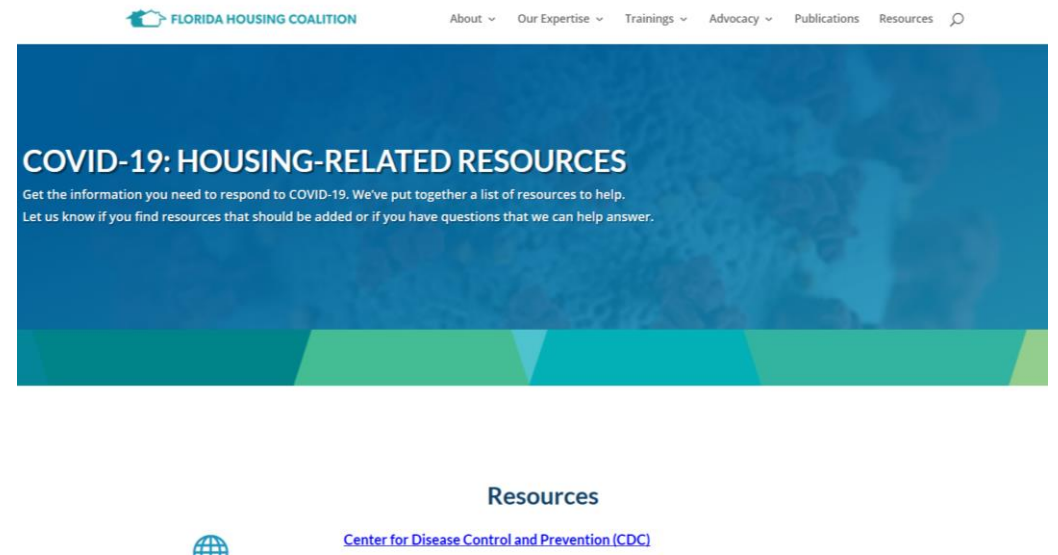 FLORIDA HOUSING COALITION
About Our Expertise Trainings Advocacy Publications Resources
COVID-19: HOUSING-RELATED RESOURCES
Get the information you need to respond to COVID-19. We've put together a list of resources to help.
Let us know if you find resources that should be added or if you have questions that we can help answer.
Resources
Center for Disease Control and Prevention (CDC)